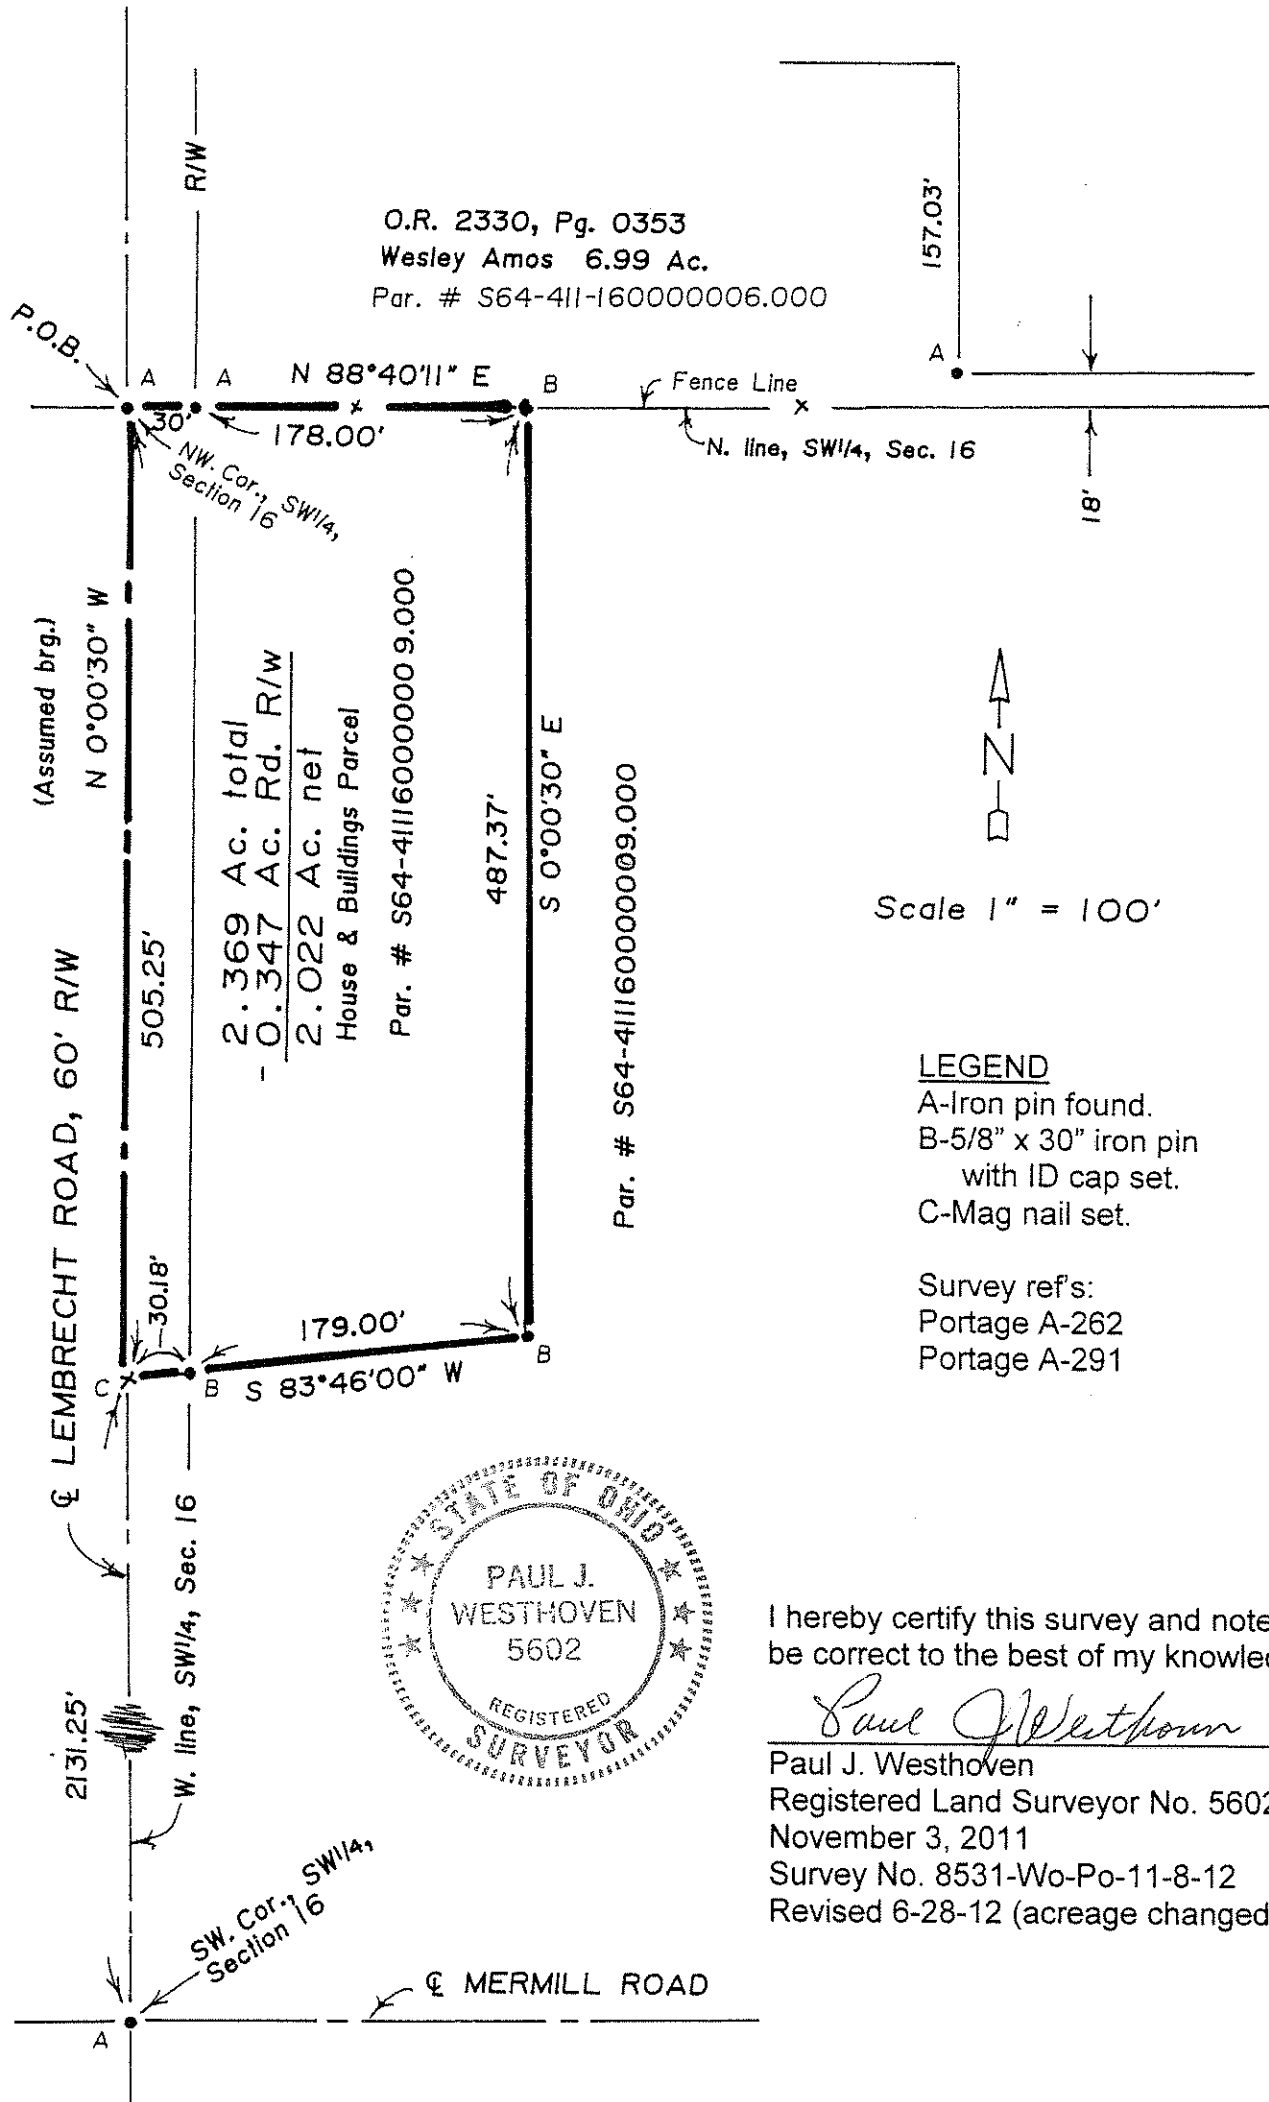 R/W
O.R. 2330, Pg. 0353
Wesley Amos 6.99 Ac.
Par. # S64-411-160000006.000
157.03'
P.O.B.
A
A
N 88°40'11" E
B
Fence Line
A
30'
178.00'
N. line, SW1/4, Sec. 16
18'
NW. Cor., SW1/4,
Section 16
(Assumed brg.)
N 0°00'30" W
505.25'
2.369 Ac. total
- 0.347 Ac. Rd. R/w
2.022 Ac. net
House & Buildings Parcel
Par. # S64-411160000009.000
487.37'
S 0°00'30" E
Par. # S64-411160000009.000
N
Scale 1" = 100'
℄ LEMBRECHT ROAD, 60' R/W
LEGEND
A-Iron pin found.
B-5/8" x 30" iron pin
with ID cap set.
C-Mag nail set.
Survey ref's:
Portage A-262
Portage A-291
30.18'
179.00'
C
B
S 83°46'00" W
B
STATE OF OHIO
PAUL J.
WESTHOVEN
5602
REGISTERED
SURVEYOR
2131.25'
W. line, SW1/4, Sec. 16
I hereby certify this survey and note
be correct to the best of my knowled
Paul J Westhoven
Paul J. Westhoven
Registered Land Surveyor No. 5602
November 3, 2011
Survey No. 8531-Wo-Po-11-8-12
Revised 6-28-12 (acreage changed
SW. Cor., SW1/4,
Section 16
℄ MERMILL ROAD
A